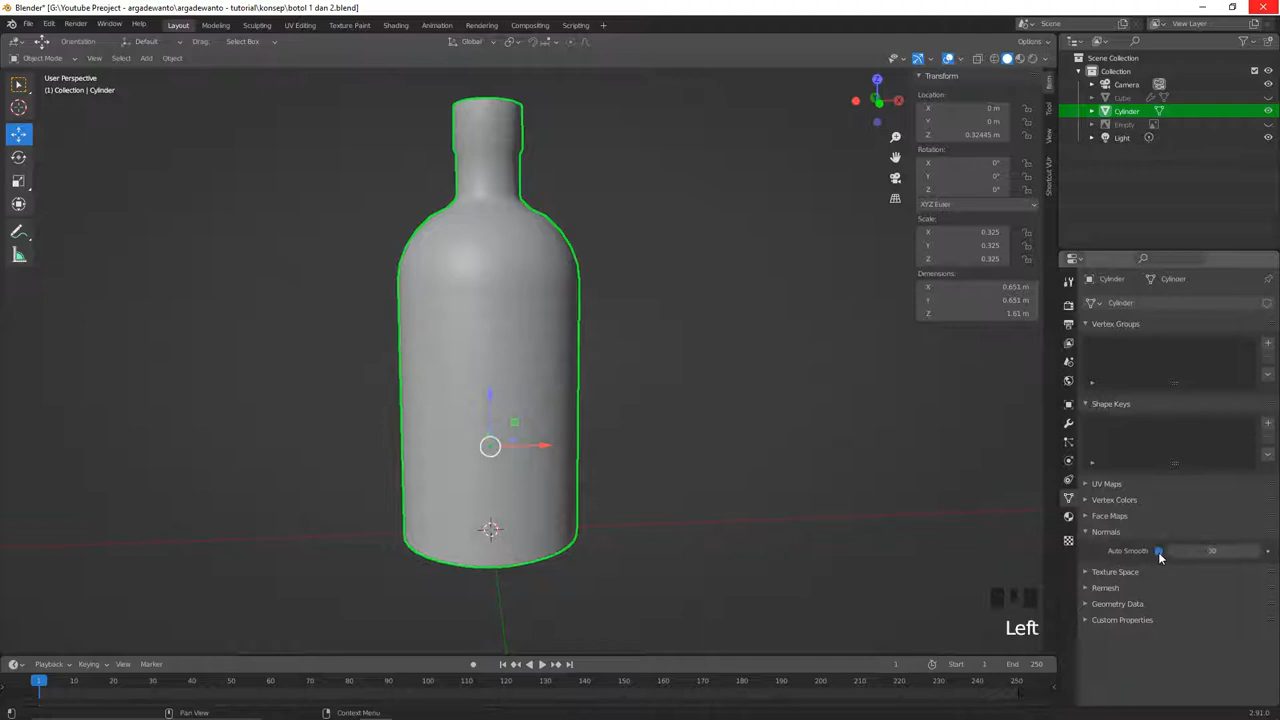 Blender* [G:\Youtube Preoject - argadewanto\argadewanto - tutorial\konsep\botol 1 dan 2.blend]
File Edit Render Window Help Layout Modeling Sculpting UV Editing Texture Paint Shading Animation Rendering Compositing Scripting Scene View Layer
Orientation: Default Drag: Select Box Global Options
Object Mode View Select Add Object
User Perspective
(1) Collection | Cylinder
Z
X
Transform
Location:
X 0 m
Y 0 m
Z 0.32445 m
Rotation:
X 0°
Y 0°
Z 0°
XYZ Euler
Scale:
X 0.325
Y 0.325
Z 0.325
Dimensions:
X 0.651 m
Y 0.651 m
Z 1.61 m
Item
Tool
View
Shortcut VUr
Scene Collection
Collection
Camera
Cube
Cylinder
Empty
Light
Cylinder Cylinder
Cylinder
Vertex Groups
Shape Keys
UV Maps
Vertex Colors
Face Maps
Normals
Auto Smooth 30
Texture Space
Remesh
Geometry Data
Custom Properties
Left
Playback Keying View Marker 1 Start 1 End 250
1 10 20 30 40 50 60 70 80 90 100 110 120 130 140 150 160 170 180 190 200 210 220 230 240 250
Pan View Context Menu 2.91.0